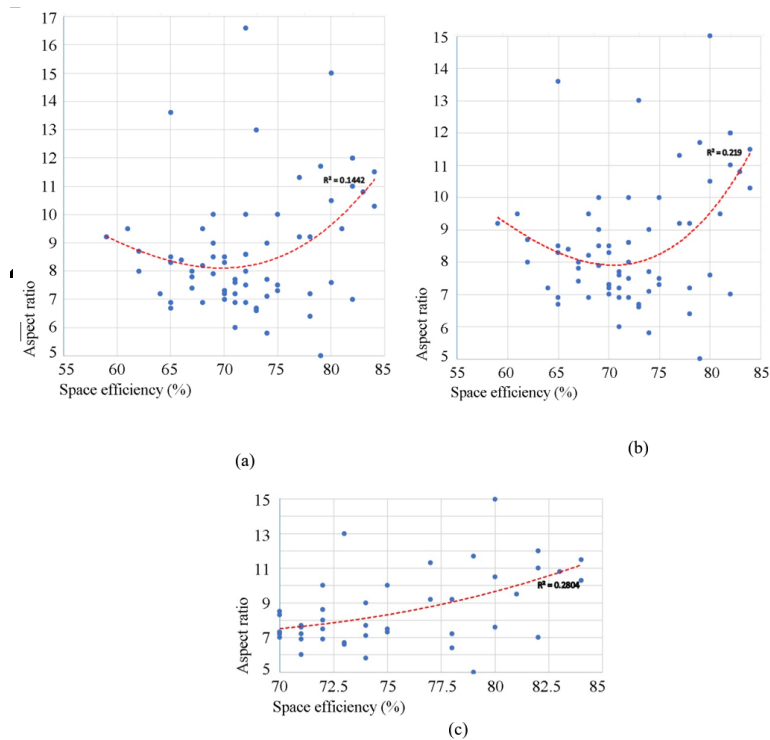 17
16
15
14
13
12
11
10
9
8
7
6
5
R² = 0.1442
Aspect ratio
55 60 65 70 75 80 85
Space efficiency (%)
(a)
15
14
13
12
11
10
9
8
7
6
5
R² = 0.219
Aspect ratio
55 60 65 70 75 80 85
Space efficiency (%)
(b)
15
13
11
9
7
5
R² = 0.2804
Aspect ratio
70 72.5 75 77.5 80 82.5 85
Space efficiency (%)
(c)